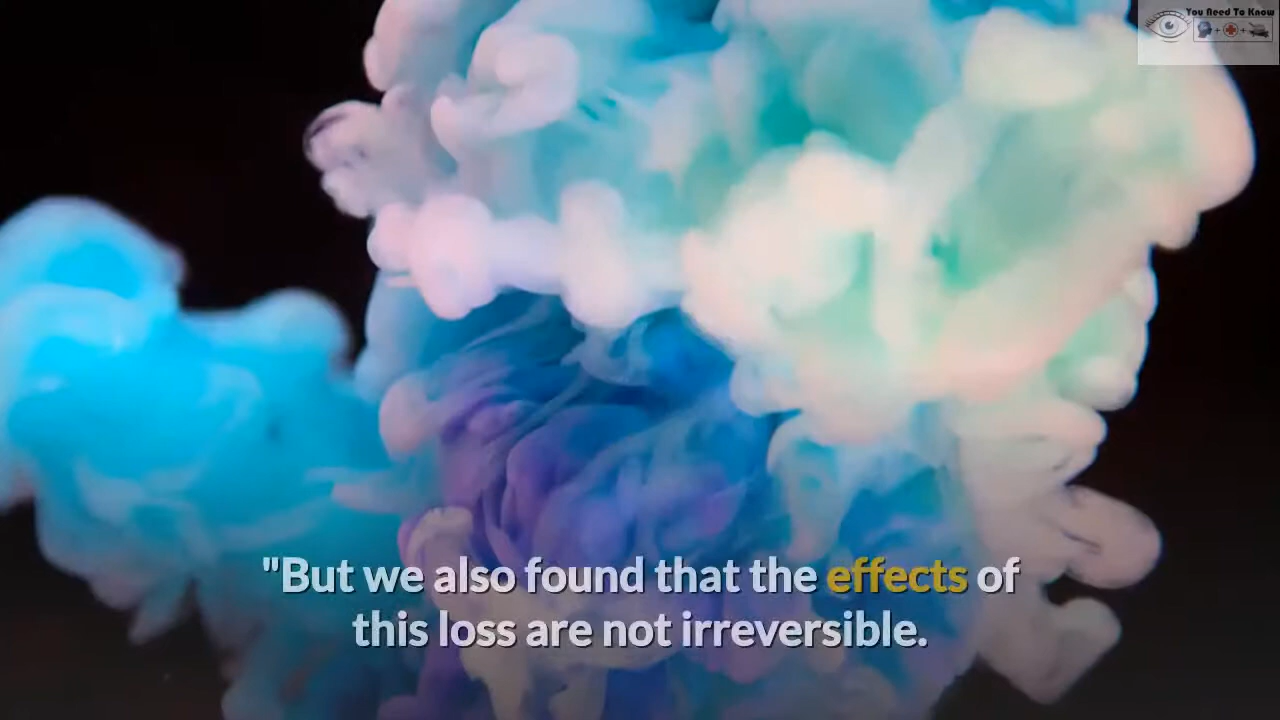 You Need To Know
"But we also found that the effects of
this loss are not irreversible.